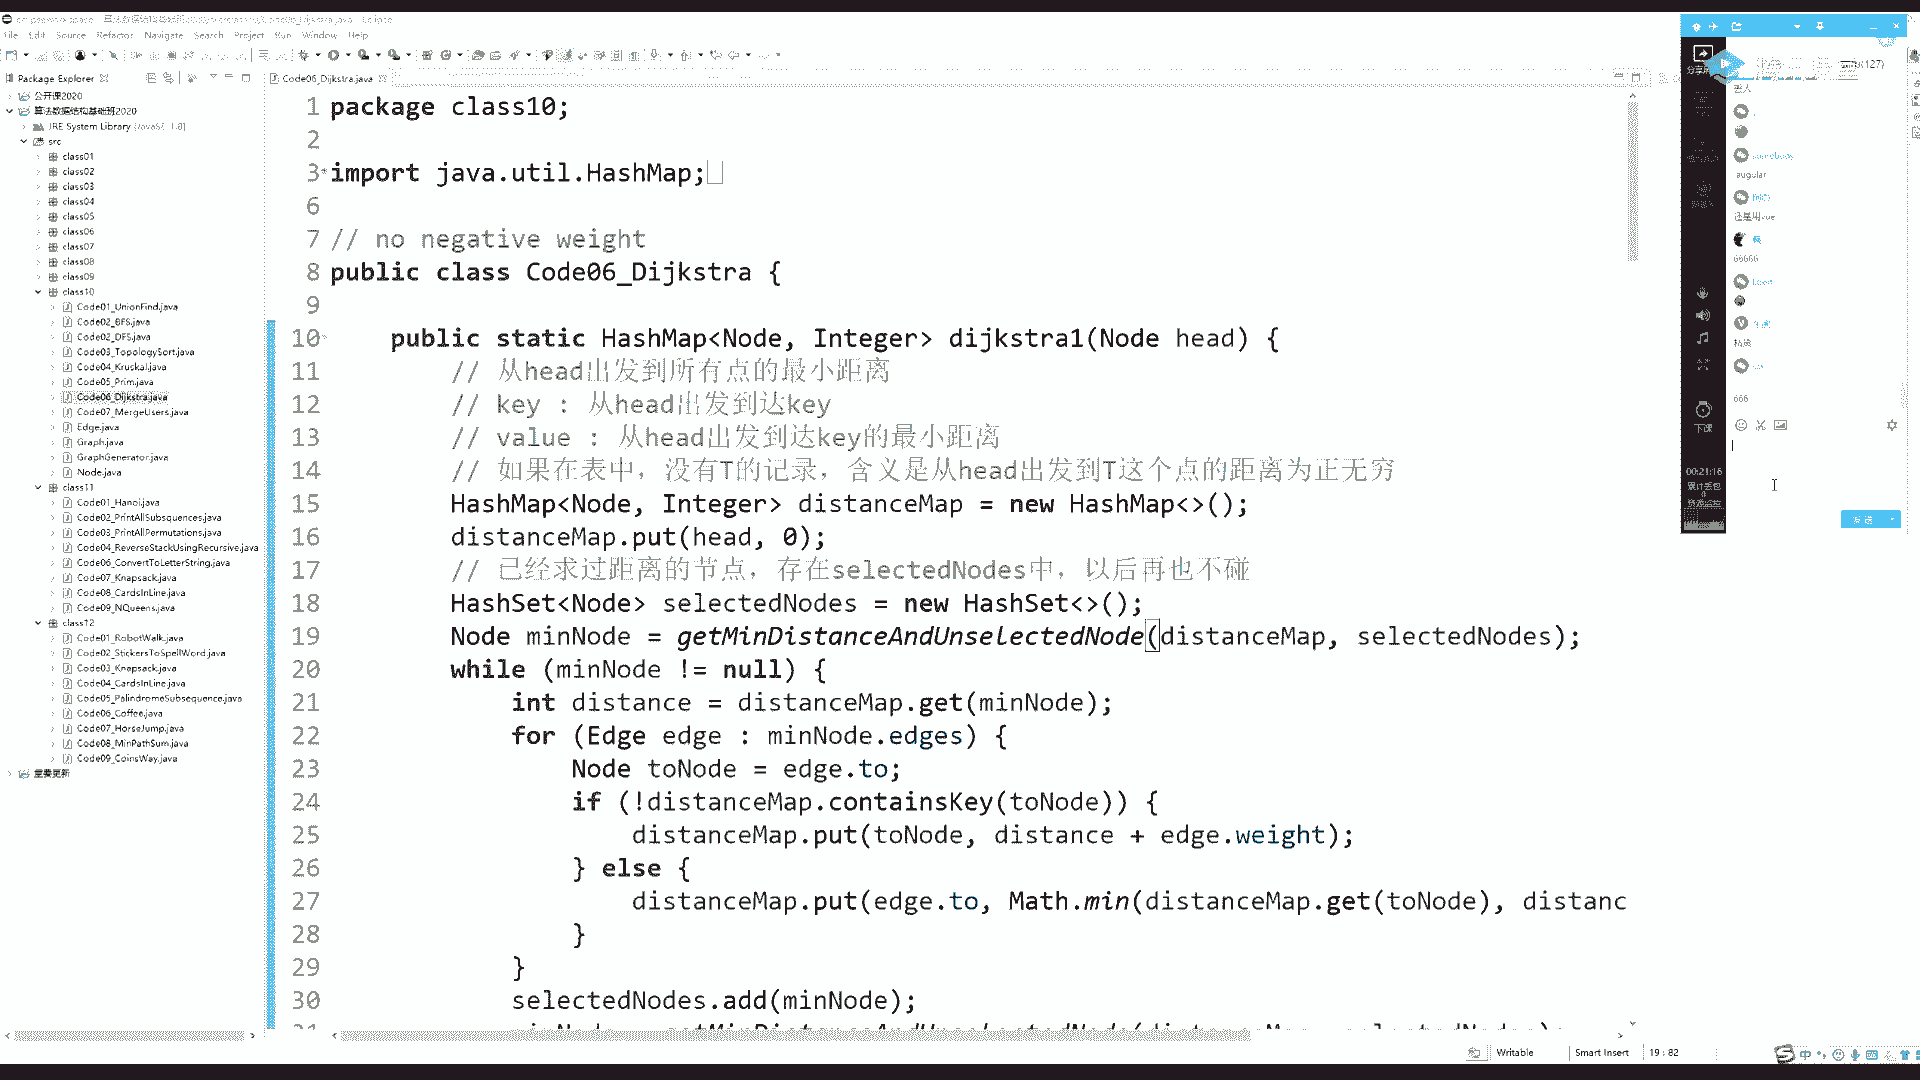 File Edit Source Refactor Navigate Search Project Run Window Help
Package Explorer
Code06_Dijkstra.java
公开课2020
算法数据结构基础班2020
JRE System Library [JavaSE-1.8]
src
class01
class02
class03
class04
class05
class06
class07
class08
class09
class10
Code01_UnionFind.java
Code02_BFS.java
Code02_DFS.java
Code03_TopologySort.java
Code04_Kruskal.java
Code05_Prim.java
Code06_Dijkstra.java
Code07_MergeUsers.java
Edge.java
Graph.java
GraphGenerator.java
Node.java
class11
Code01_Hanoi.java
Code02_PrintAllSubsquences.java
Code03_PrintAllPermutations.java
Code04_ReverseStackUsingRecursive.java
Code06_ConvertToLetterString.java
Code07_Knapsack.java
Code08_CardsInLine.java
Code09_NQueens.java
class12
Code01_RobotWalk.java
Code02_StickersToSpellWord.java
Code03_Knapsack.java
Code04_CardsInLine.java
Code05_PalindromeSubsequence.java
Code06_Coffee.java
Code07_HorseJump.java
Code08_MinPathSum.java
Code09_CoinsWay.java
1 package class10;
2
3 import java.util.HashMap;
6
7 // no negative weight
8 public class Code06_Dijkstra {
9
10 public static HashMap<Node, Integer> dijkstra1(Node head) {
11 // 从head出发到所有点的最小距离
12 // key : 从head出发到达key
13 // value : 从head出发到达key的最小距离
14 // 如果在表中，没有T的记录，含义是从head出发到T这个点的距离为正无穷
15 HashMap<Node, Integer> distanceMap = new HashMap<>();
16 distanceMap.put(head, 0);
17 // 已经求过距离的节点，存在selectedNodes中，以后再也不碰
18 HashSet<Node> selectedNodes = new HashSet<>();
19 Node minNode = getMinDistanceAndUnselectedNode(distanceMap, selectedNodes);
20 while (minNode != null) {
21 int distance = distanceMap.get(minNode);
22 for (Edge edge : minNode.edges) {
23 Node toNode = edge.to;
24 if (!distanceMap.containsKey(toNode)) {
25 distanceMap.put(toNode, distance + edge.weight);
26 } else {
27 distanceMap.put(edge.to, Math.min(distanceMap.get(toNode), distanc
28 }
29 }
30 selectedNodes.add(minNode);
(127)
somebody
augular
还是用vue
66666
666
下课
00:21:16
累计丢包
0
发送
Writable
Smart Insert
19 : 82